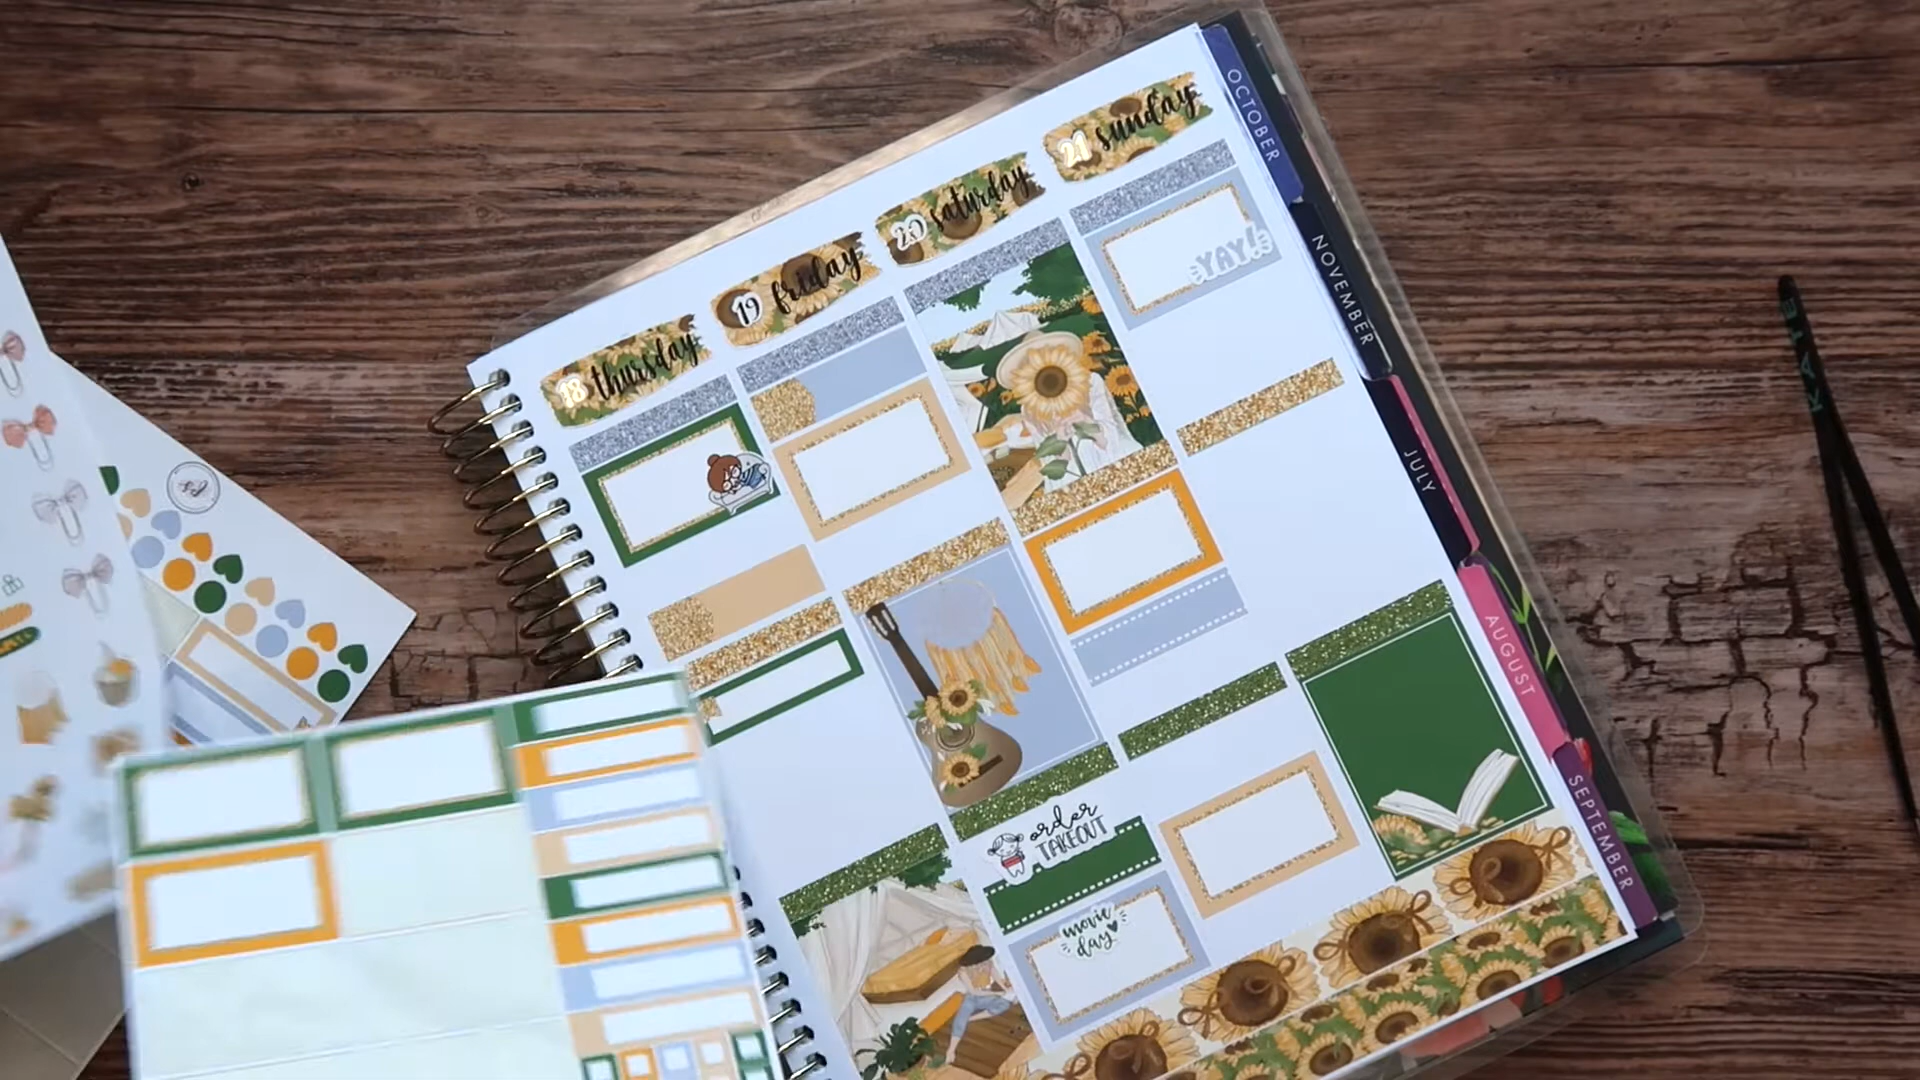 18 thursday
19 friday
20 saturday
21 sunday
YAY!
order
TAKEOUT
movie
day
OCTOBER
NOVEMBER
JULY
AUGUST
SEPTEMBER